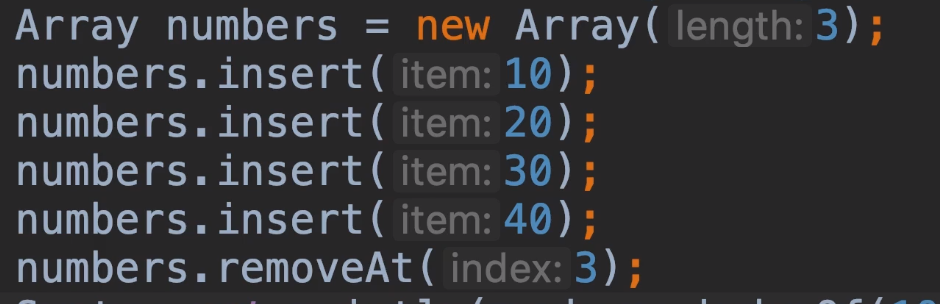 Array numbers = new Array( length: 3);
numbers.insert( item: 10);
numbers.insert( item: 20);
numbers.insert( item: 30);
numbers.insert( item: 40);
numbers.removeAt( index: 3);